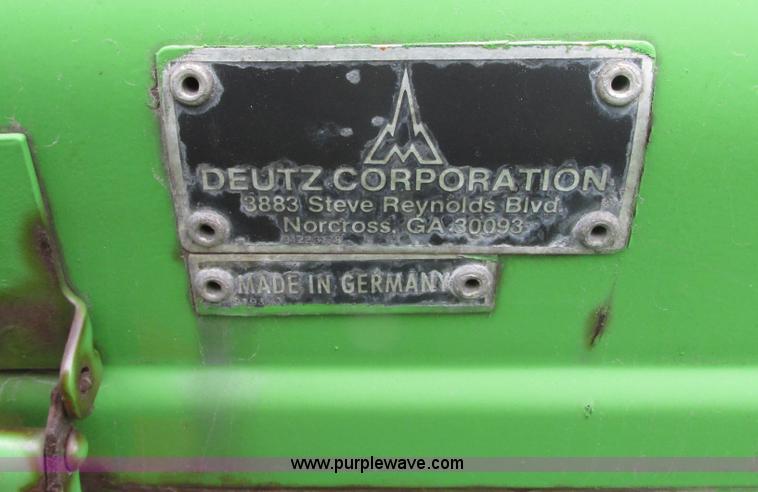 DEUTZ CORPORATION
3883 Steve Reynolds Blvd.
Norcross, GA 30093
MADE IN GERMANY
www.purplewave.com